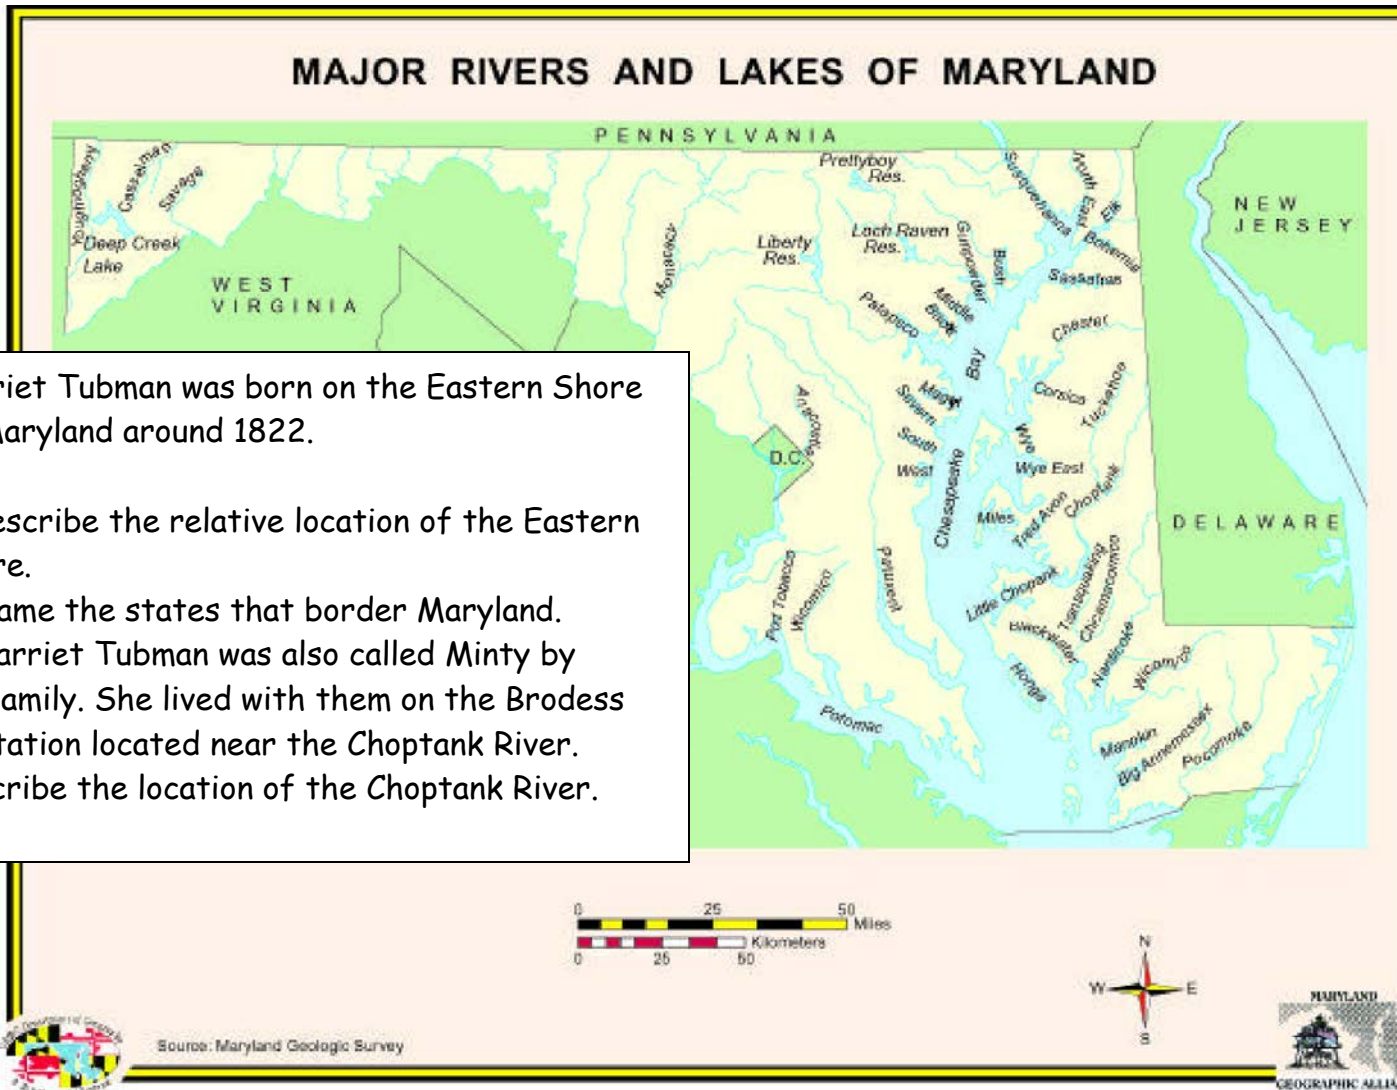 MAJOR RIVERS AND LAKES OF MARYLAND
PENNSYLVANIA
NEW
JERSEY
WEST
VIRGINIA
DELAWARE
D.C.
Youghiogheny
Casselman
Savage
Deep Creek
Lake
Monocacy
Prettyboy
Res.
Liberty
Res.
Loch Raven
Res.
Gunpowder
Bush
Susquehanna
North East
Elk
Bohemia
Sassafras
Middle
Back
Patapsco
Chester
Bay
Chesapeake
Corsica
Tuckahoe
Severn
South
West
Anacostia
Wye
Wye East
Miles
Tred Avon
Choptank
Little Choptank
Transquaking
Chicamacomico
Blackwater
Honga
Nanticoke
Wicomico
Manokin
Big Annemessex
Pocomoke
Port Tobacco
Wicomico
Patuxent
Potomac
riet Tubman was born on the Eastern Shore
Maryland around 1822.
escribe the relative location of the Eastern
re.
ame the states that border Maryland.
arriet Tubman was also called Minty by
amily. She lived with them on the Brodess
tation located near the Choptank River.
cribe the location of the Choptank River.
0 25 50
Miles
Kilometers
0 25 50
N
W E
S
Source: Maryland Geologic Survey
MARYLAND
GEOGRAPHIC ALLIA